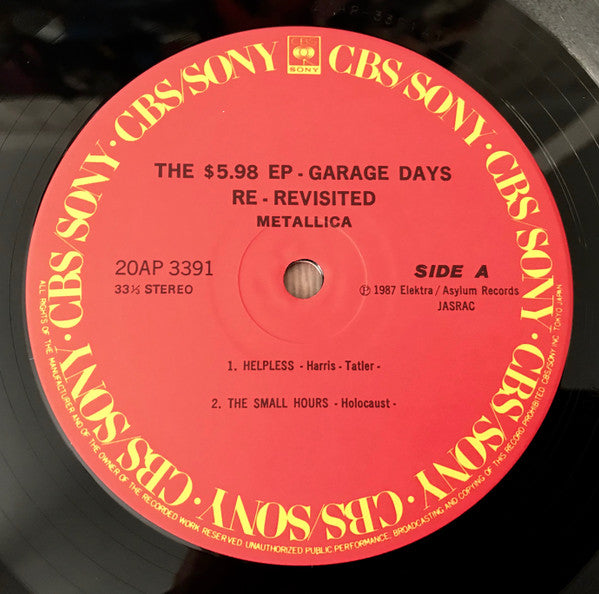 CBS/SONY · CBS/SONY · CBS/SONY · CBS/SONY · CBS/SONY · CBS/SONY · CBS SONY · CBS/SONY
CBS
SONY
THE $5.98 EP - GARAGE DAYS
RE - REVISITED
METALLICA
20AP 3391
33⅓ STEREO
SIDE A
Ⓟ 1987 Elektra / Asylum Records
JASRAC
1. HELPLESS - Harris - Tatler -
2. THE SMALL HOURS - Holocaust -
ALL RIGHTS OF THE MANUFACTURER AND OF THE OWNER OF THE RECORDED WORK RESERVED. UNAUTHORIZED PUBLIC PERFORMANCE, BROADCASTING AND COPYING OF THIS RECORD PROHIBITED CBS/SONY INC. TOKYO JAPAN